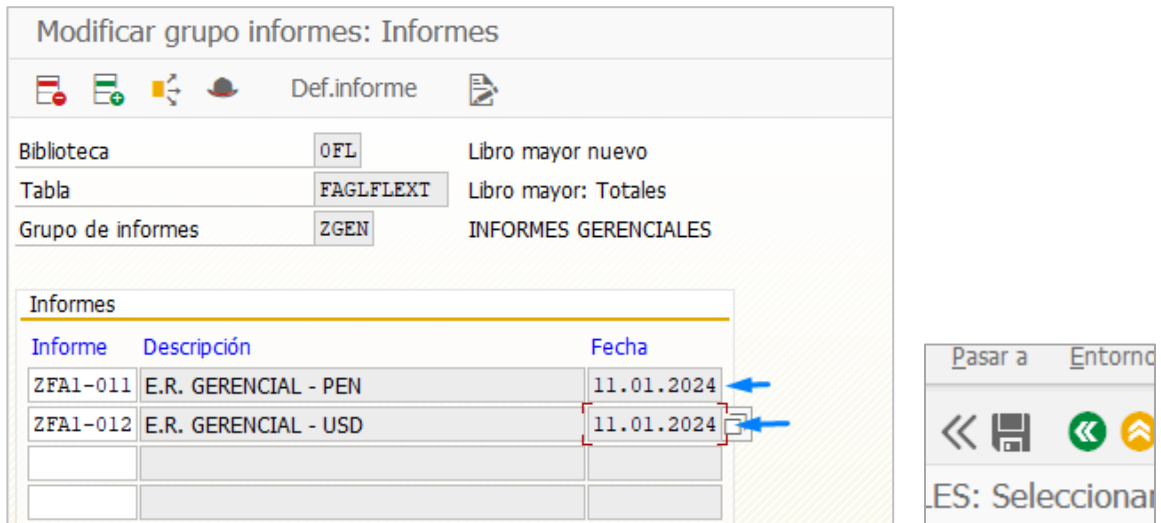 Modificar grupo informes: Informes
Def.informe
Biblioteca 0FL Libro mayor nuevo
Tabla FAGLFLEXT Libro mayor: Totales
Grupo de informes ZGEN INFORMES GERENCIALES
Informes
Informe Descripción Fecha
ZFA1-011 E.R. GERENCIAL - PEN 11.01.2024
ZFA1-012 E.R. GERENCIAL - USD 11.01.2024
Pasar a Entorno
LES: Seleccionar